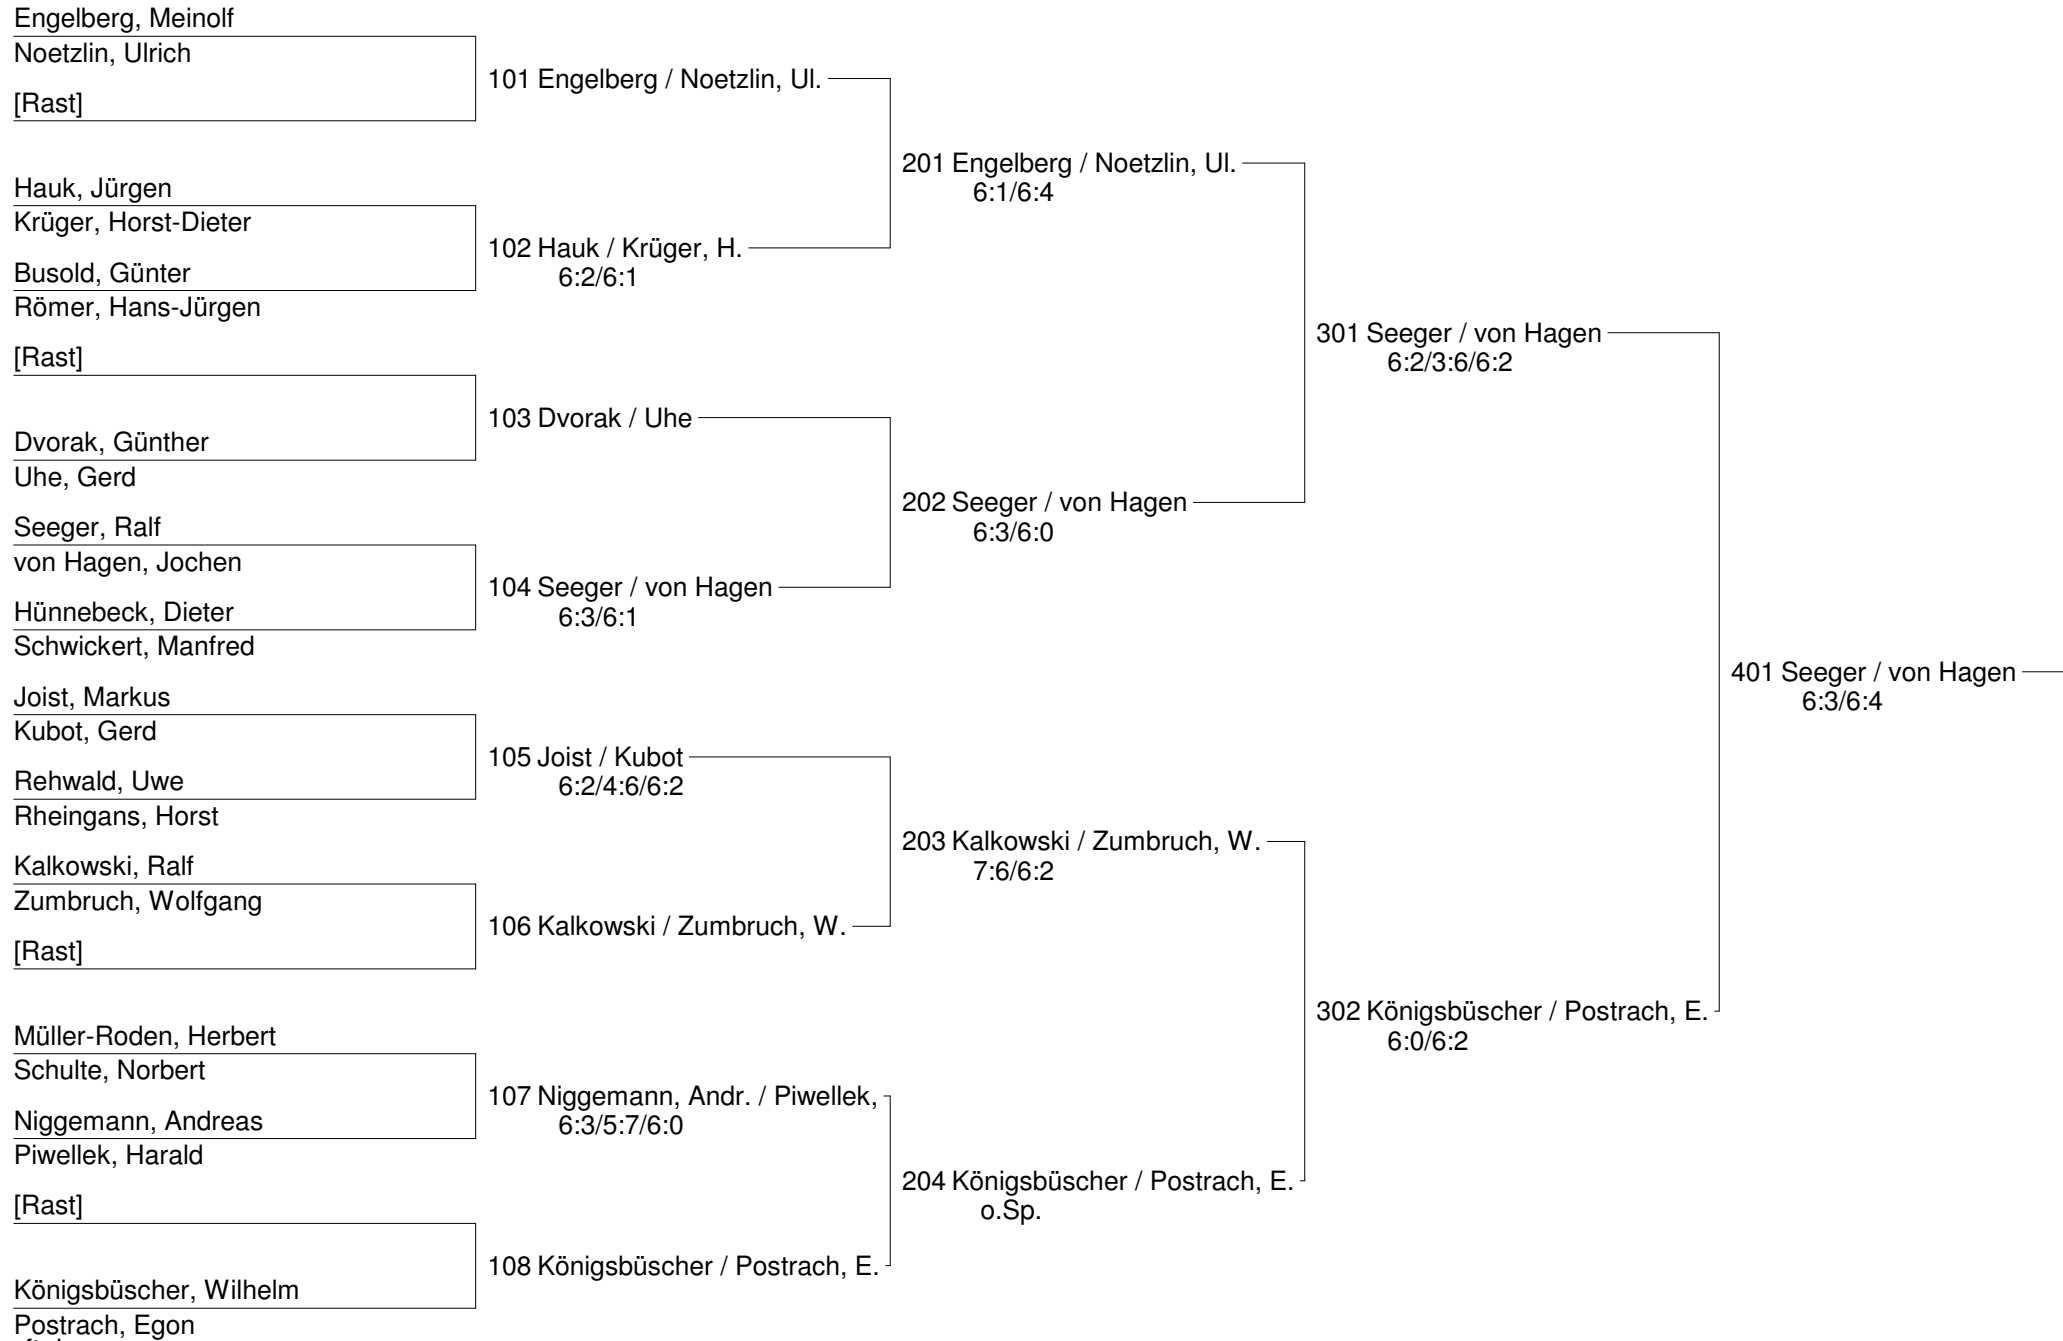 Engelberg, Meinolf
Noetzlin, Ulrich
[Rast]
101 Engelberg / Noetzlin, Ul.
Hauk, Jürgen
Krüger, Horst-Dieter
Busold, Günter
Römer, Hans-Jürgen
102 Hauk / Krüger, H.
6:2/6:1
201 Engelberg / Noetzlin, Ul.
6:1/6:4
[Rast]
Dvorak, Günther
Uhe, Gerd
103 Dvorak / Uhe
Seeger, Ralf
von Hagen, Jochen
Hünnebeck, Dieter
Schwickert, Manfred
104 Seeger / von Hagen
6:3/6:1
202 Seeger / von Hagen
6:3/6:0
301 Seeger / von Hagen
6:2/3:6/6:2
Joist, Markus
Kubot, Gerd
Rehwald, Uwe
Rheingans, Horst
105 Joist / Kubot
6:2/4:6/6:2
Kalkowski, Ralf
Zumbruch, Wolfgang
[Rast]
106 Kalkowski / Zumbruch, W.
203 Kalkowski / Zumbruch, W.
7:6/6:2
Müller-Roden, Herbert
Schulte, Norbert
Niggemann, Andreas
Piwellek, Harald
107 Niggemann, Andr. / Piwellek,
6:3/5:7/6:0
[Rast]
Königsbüscher, Wilhelm
Postrach, Egon
108 Königsbüscher / Postrach, E.
204 Königsbüscher / Postrach, E.
o.Sp.
302 Königsbüscher / Postrach, E.
6:0/6:2
401 Seeger / von Hagen
6:3/6:4